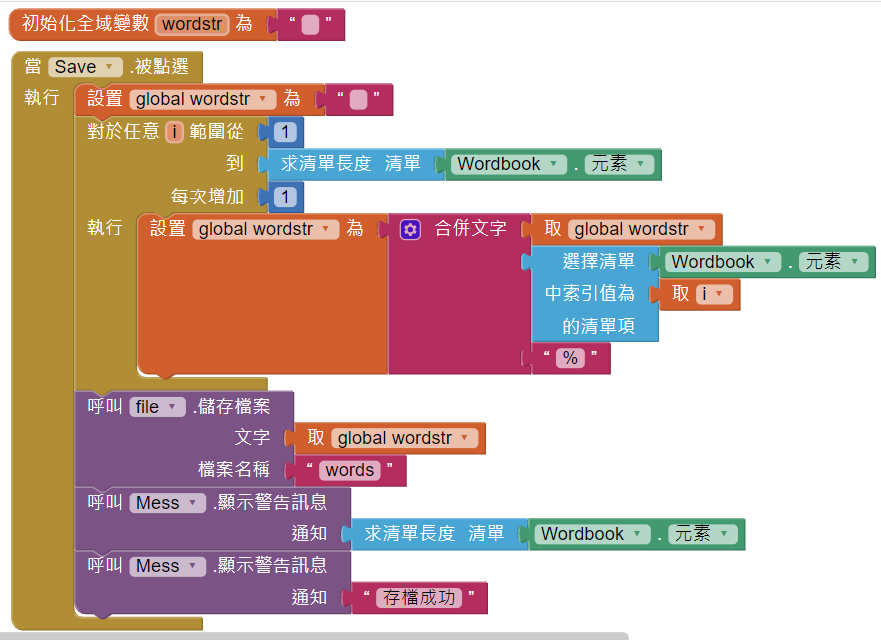 初始化全域變數 wordstr 為 “ ”
當 Save .被點選
執行 設置 global wordstr 為 “ ”
對於任意 i 範圍從 1
到 求清單長度 清單 Wordbook . 元素
每次增加 1
執行 設置 global wordstr 為 合併文字 取 global wordstr
選擇清單 Wordbook . 元素
中索引值為 取 i
的清單項
“ % ”
呼叫 file .儲存檔案
文字 取 global wordstr
檔案名稱 “ words ”
呼叫 Mess .顯示警告訊息
通知 求清單長度 清單 Wordbook . 元素
呼叫 Mess .顯示警告訊息
通知 “ 存檔成功 ”